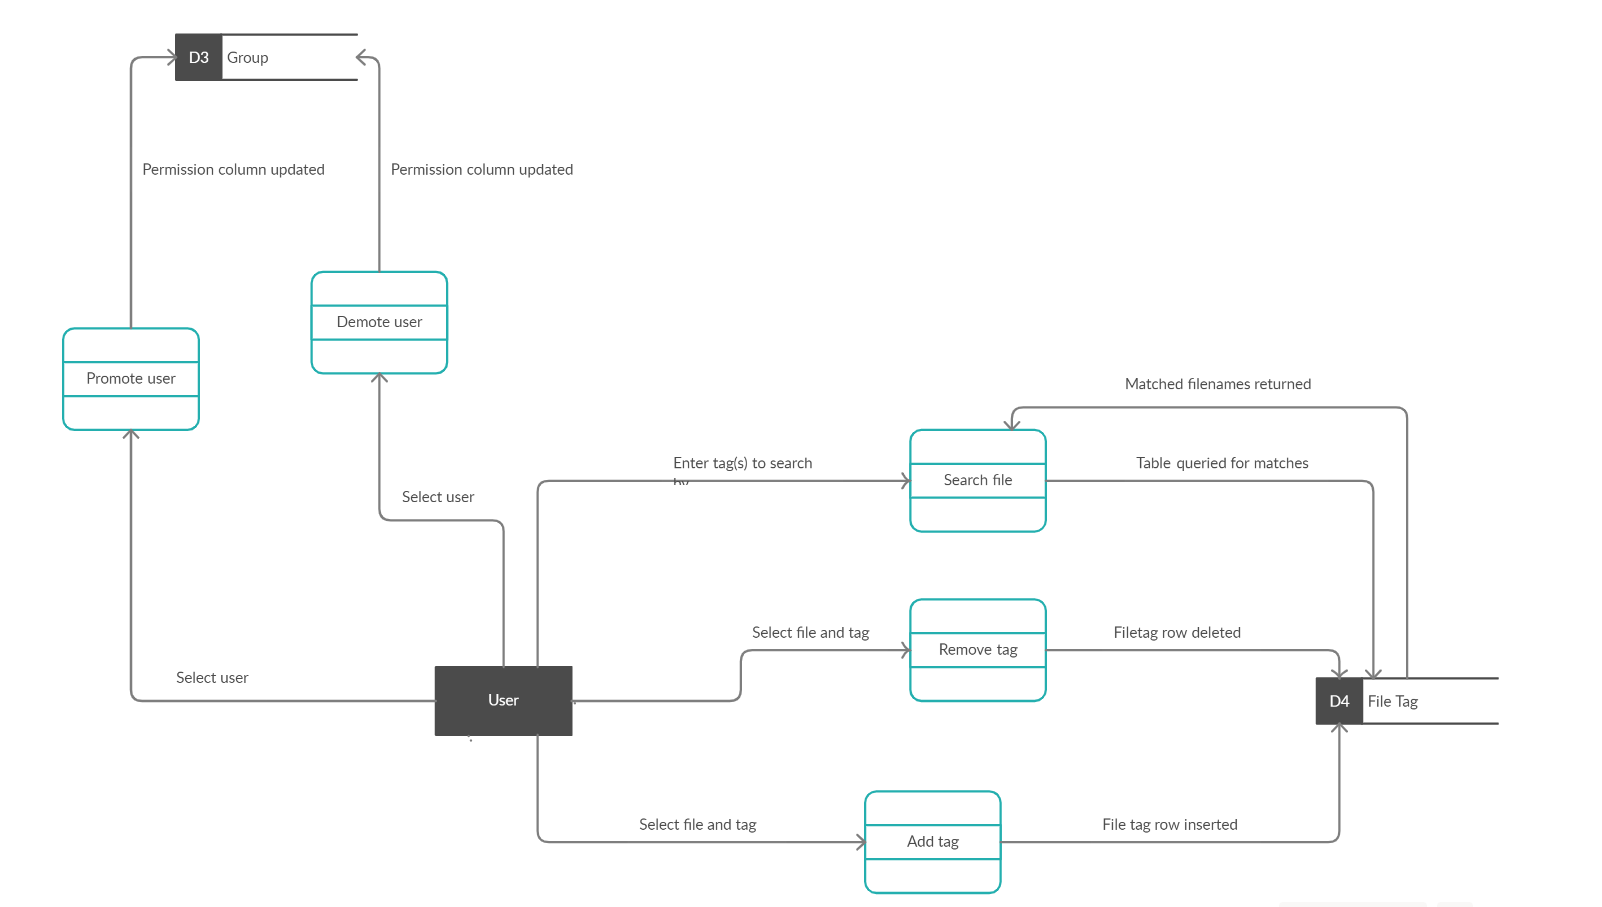 D3 Group
Permission column updated
Permission column updated
Demote user
Promote user
Matched filenames returned
Enter tag(s) to search
by
Table queried for matches
Search file
Select user
Select file and tag
Filetag row deleted
Remove tag
Select user
User
D4 File Tag
Select file and tag
File tag row inserted
Add tag